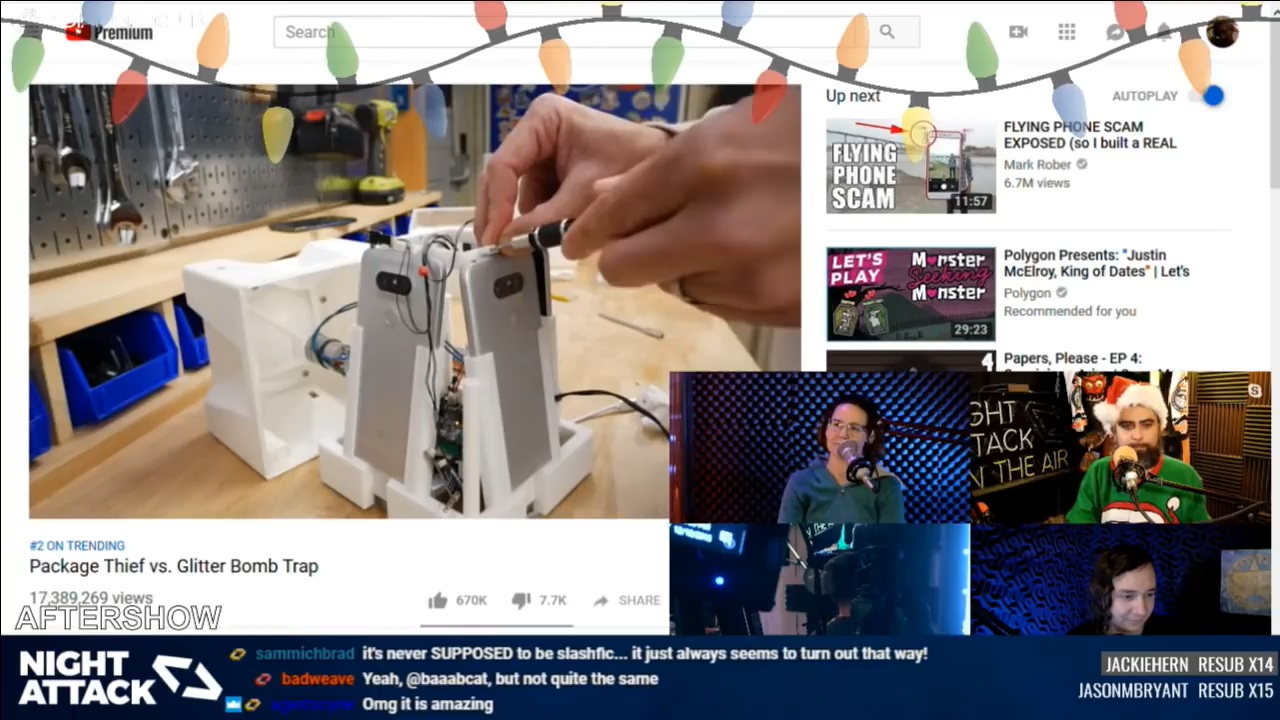 Premium
Search
Up next
AUTOPLAY
FLYING
PHONE
SCAM
11:57
FLYING PHONE SCAM
EXPOSED (so I built a REAL
Mark Rober
6.7M views
LET'S
PLAY
Monster
Seeking
Monster
29:23
Polygon Presents: "Justin
McElroy, King of Dates" | Let's
Polygon
Recommended for you
Papers, Please - EP 4:
#2 ON TRENDING
Package Thief vs. Glitter Bomb Trap
17,389,269 views
670K
7.7K
SHARE
AFTERSHOW
GHT
TACK
N THE AIR
NIGHT
ATTACK
sammichbrad it's never SUPPOSED to be slashfic... it just always seems to turn out that way!
badweave Yeah, @baaabcat, but not quite the same
Omg it is amazing
JACKIEHERN RESUB X14
JASONMBRYANT RESUB X15